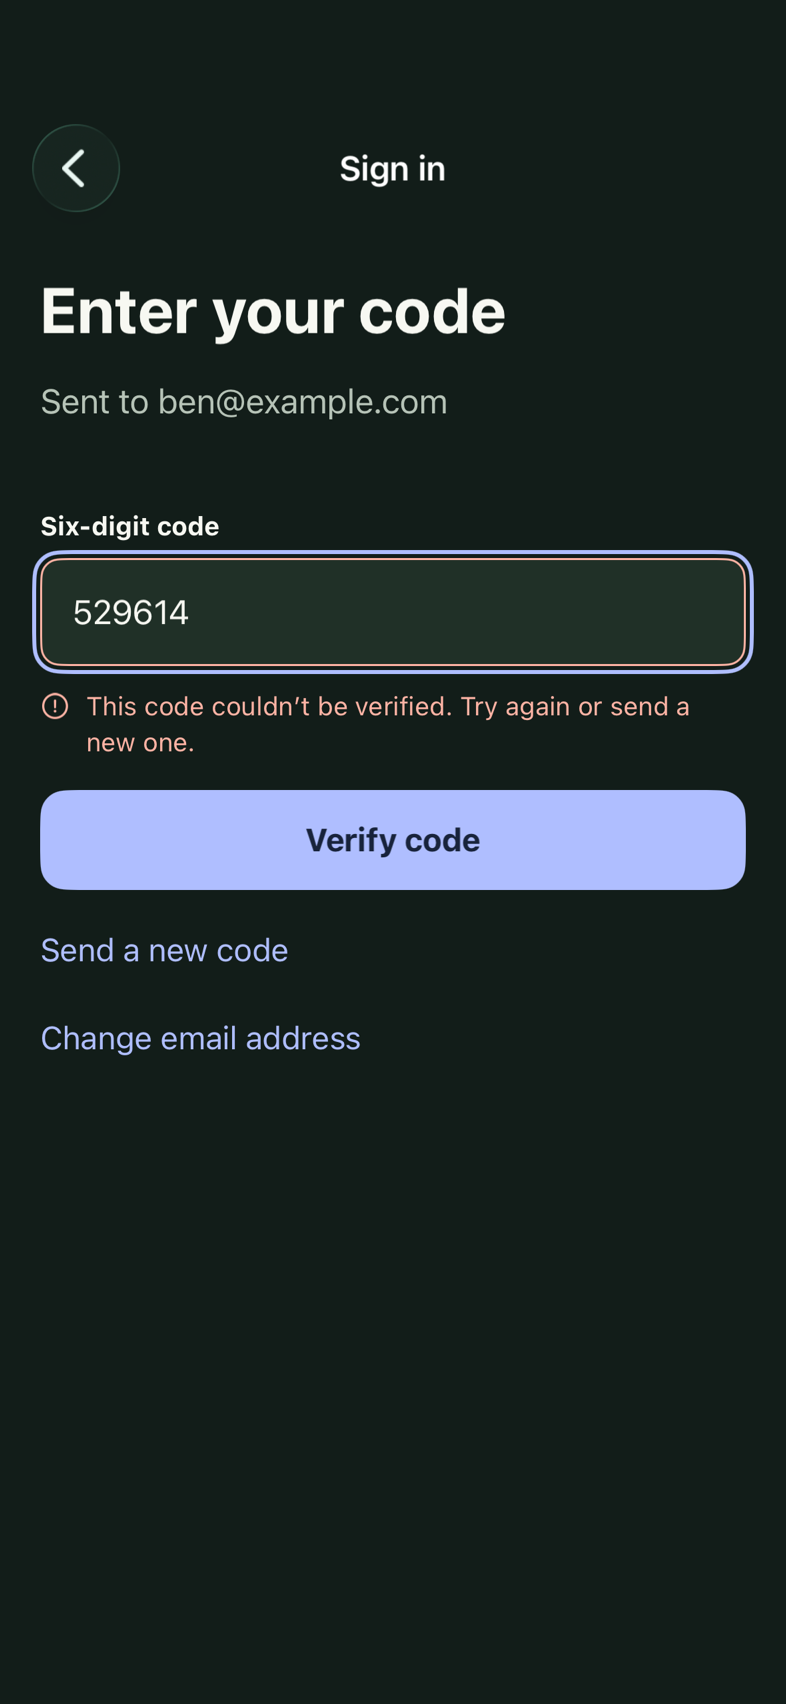 Sign in
Enter your code
Sent to ben@example.com
Six-digit code
529614
This code couldn’t be verified. Try again or send a
new one.
Verify code
Send a new code
Change email address